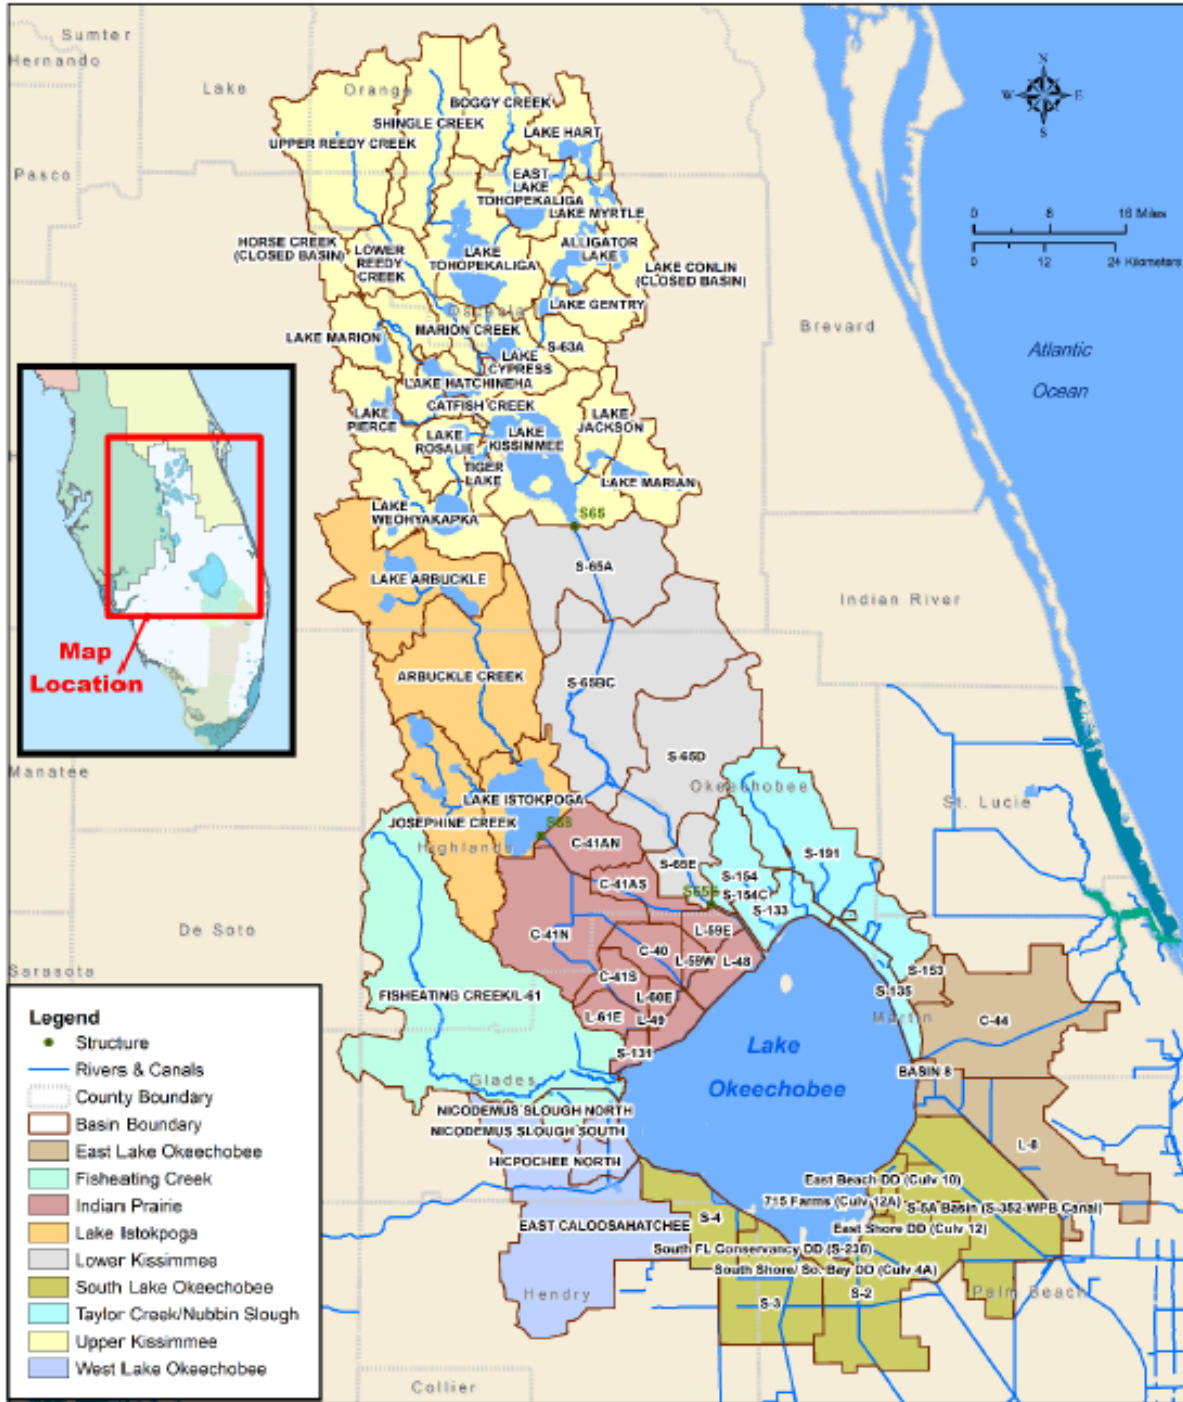 Sumter
Hernando
Lake
Orange
BOGGY CREEK
SHINGLE CREEK
LAKE HART
UPPER REEDY CREEK
Pasco
EAST
LAKE
TOHOPEKALIGA
LAKE MYRTLE
HORSE CREEK
(CLOSED BASIN)
LOWER
REEDY
CREEK
LAKE
TOHOPEKALIGA
ALLIGATOR
LAKE
LAKE CONLIN
(CLOSED BASIN)
LAKE GENTRY
Osceola
MARION CREEK
LAKE MARION
S-63A
LAKE
CYPRESS
LAKE HATCHINEHA
CATFISH CREEK
LAKE
PIERCE
LAKE
ROSALIE
LAKE
KISSIMMEE
LAKE
JACKSON
TIGER
LAKE
LAKE MARIAN
LAKE
WEOHYAKAPKA
S65
N
W E
S
0 8 16 Miles
0 12 24 Kilometers
Brevard
Atlantic
Ocean
Map
Location
S-65A
LAKE ARBUCKLE
Indian River
ARBUCKLE CREEK
S-65BC
S-65D
Manatee
Okeechobee
St. Lucie
LAKE ISTOKPOGA
JOSEPHINE CREEK
S68
Highlands
C-41AN
S-191
S-65E
S-154
C-41AS
S65E
S-154C
S-133
De Soto
C-41N
L-59E
C-40
L-59W
L-48
Sarasota
C-41S
S-153
FISHEATING CREEK/L-61
L-60E
S-135
L-61E
L-49
Martin
C-44
S-131
Lake
Okeechobee
BASIN 8
Glades
NICODEMUS SLOUGH NORTH
NICODEMUS SLOUGH SOUTH
L-8
HICPOCHEE NORTH
East Beach DD (Culv 10)
715 Farms (Culv 12A)
S-5A Basin (S-352-WPB Canal)
S-4
EAST CALOOSAHATCHEE
East Shore DD (Culv 12)
South FL Conservancy DD (S-236)
South Shore/ So. Bay DD (Culv 4A)
Hendry
S-3
S-2
Palm Beach
Collier
Legend
Structure
Rivers & Canals
County Boundary
Basin Boundary
East Lake Okeechobee
Fisheating Creek
Indian Prairie
Lake Istokpoga
Lower Kissimmee
South Lake Okeechobee
Taylor Creek/Nubbin Slough
Upper Kissimmee
West Lake Okeechobee